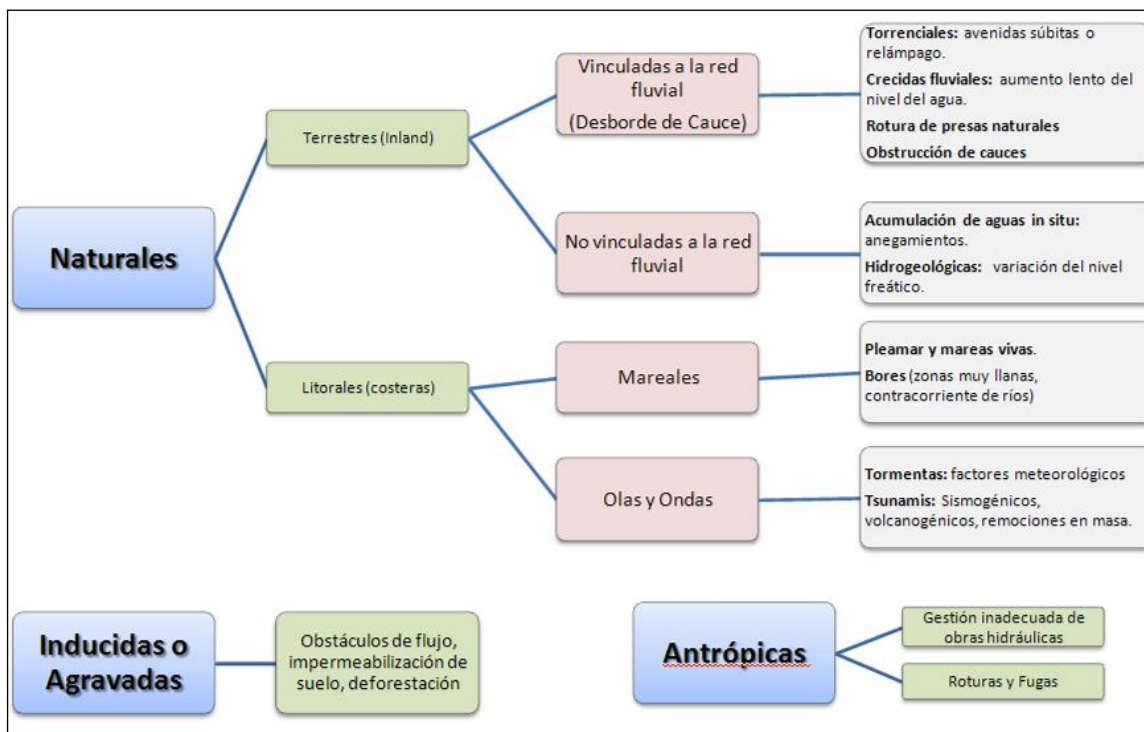 Naturales
Terrestres (Inland)
Vinculadas a la red
fluvial
(Desborde de Cauce)
Torrenciales: avenidas súbitas o
relámpago.
Crecidas fluviales: aumento lento del
nivel del agua.
Rotura de presas naturales
Obstrucción de cauces
No vinculadas a la red
fluvial
Acumulación de aguas in situ:
anegamientos.
Hidrogeológicas: variación del nivel
freático.
Litorales (costeras)
Mareales
Pleamar y mareas vivas.
Bores (zonas muy llanas,
contracorriente de ríos)
Olas y Ondas
Tormentas: factores meteorológicos
Tsunamis: Sismogénicos,
volcanogénicos, remociones en masa.
Inducidas o
Agravadas
Obstáculos de flujo,
impermeabilización de
suelo, deforestación
Antrópicas
Gestión inadecuada de
obras hidráulicas
Roturas y Fugas